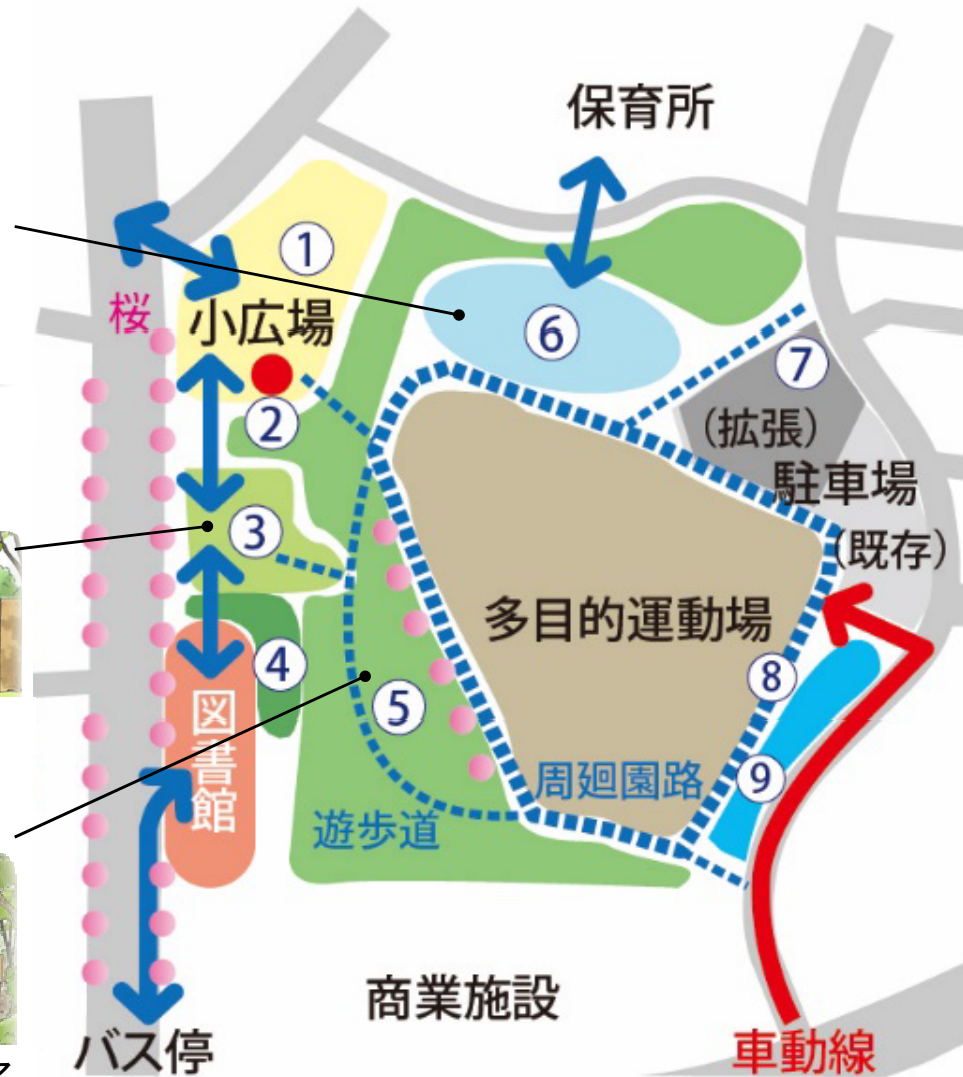 保育所
①
桜
小広場
⑥
⑦
②
(拡張)
駐車場
③
(既存)
多目的運動場
④
⑧
⑤
図書館
周廻園路
⑨
遊歩道
商業施設
バス停
車動線